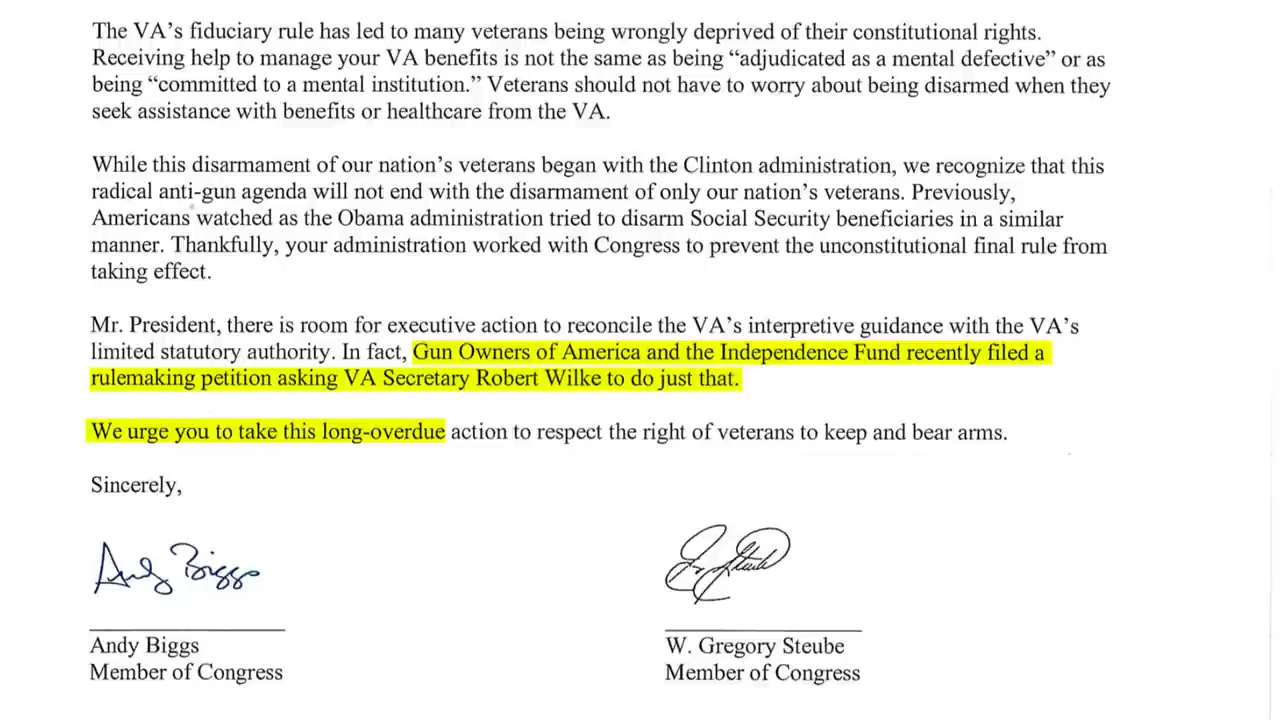 The VA’s fiduciary rule has led to many veterans being wrongly deprived of their constitutional rights.
Receiving help to manage your VA benefits is not the same as being “adjudicated as a mental defective” or as
being “committed to a mental institution.” Veterans should not have to worry about being disarmed when they
seek assistance with benefits or healthcare from the VA.
While this disarmament of our nation’s veterans began with the Clinton administration, we recognize that this
radical anti-gun agenda will not end with the disarmament of only our nation’s veterans. Previously,
Americans watched as the Obama administration tried to disarm Social Security beneficiaries in a similar
manner. Thankfully, your administration worked with Congress to prevent the unconstitutional final rule from
taking effect.
Mr. President, there is room for executive action to reconcile the VA’s interpretive guidance with the VA’s
limited statutory authority. In fact, Gun Owners of America and the Independence Fund recently filed a
rulemaking petition asking VA Secretary Robert Wilke to do just that.
We urge you to take this long-overdue action to respect the right of veterans to keep and bear arms.
Sincerely,
Andy Biggs
Andy Biggs
Member of Congress
W. Gregory Steube
Member of Congress